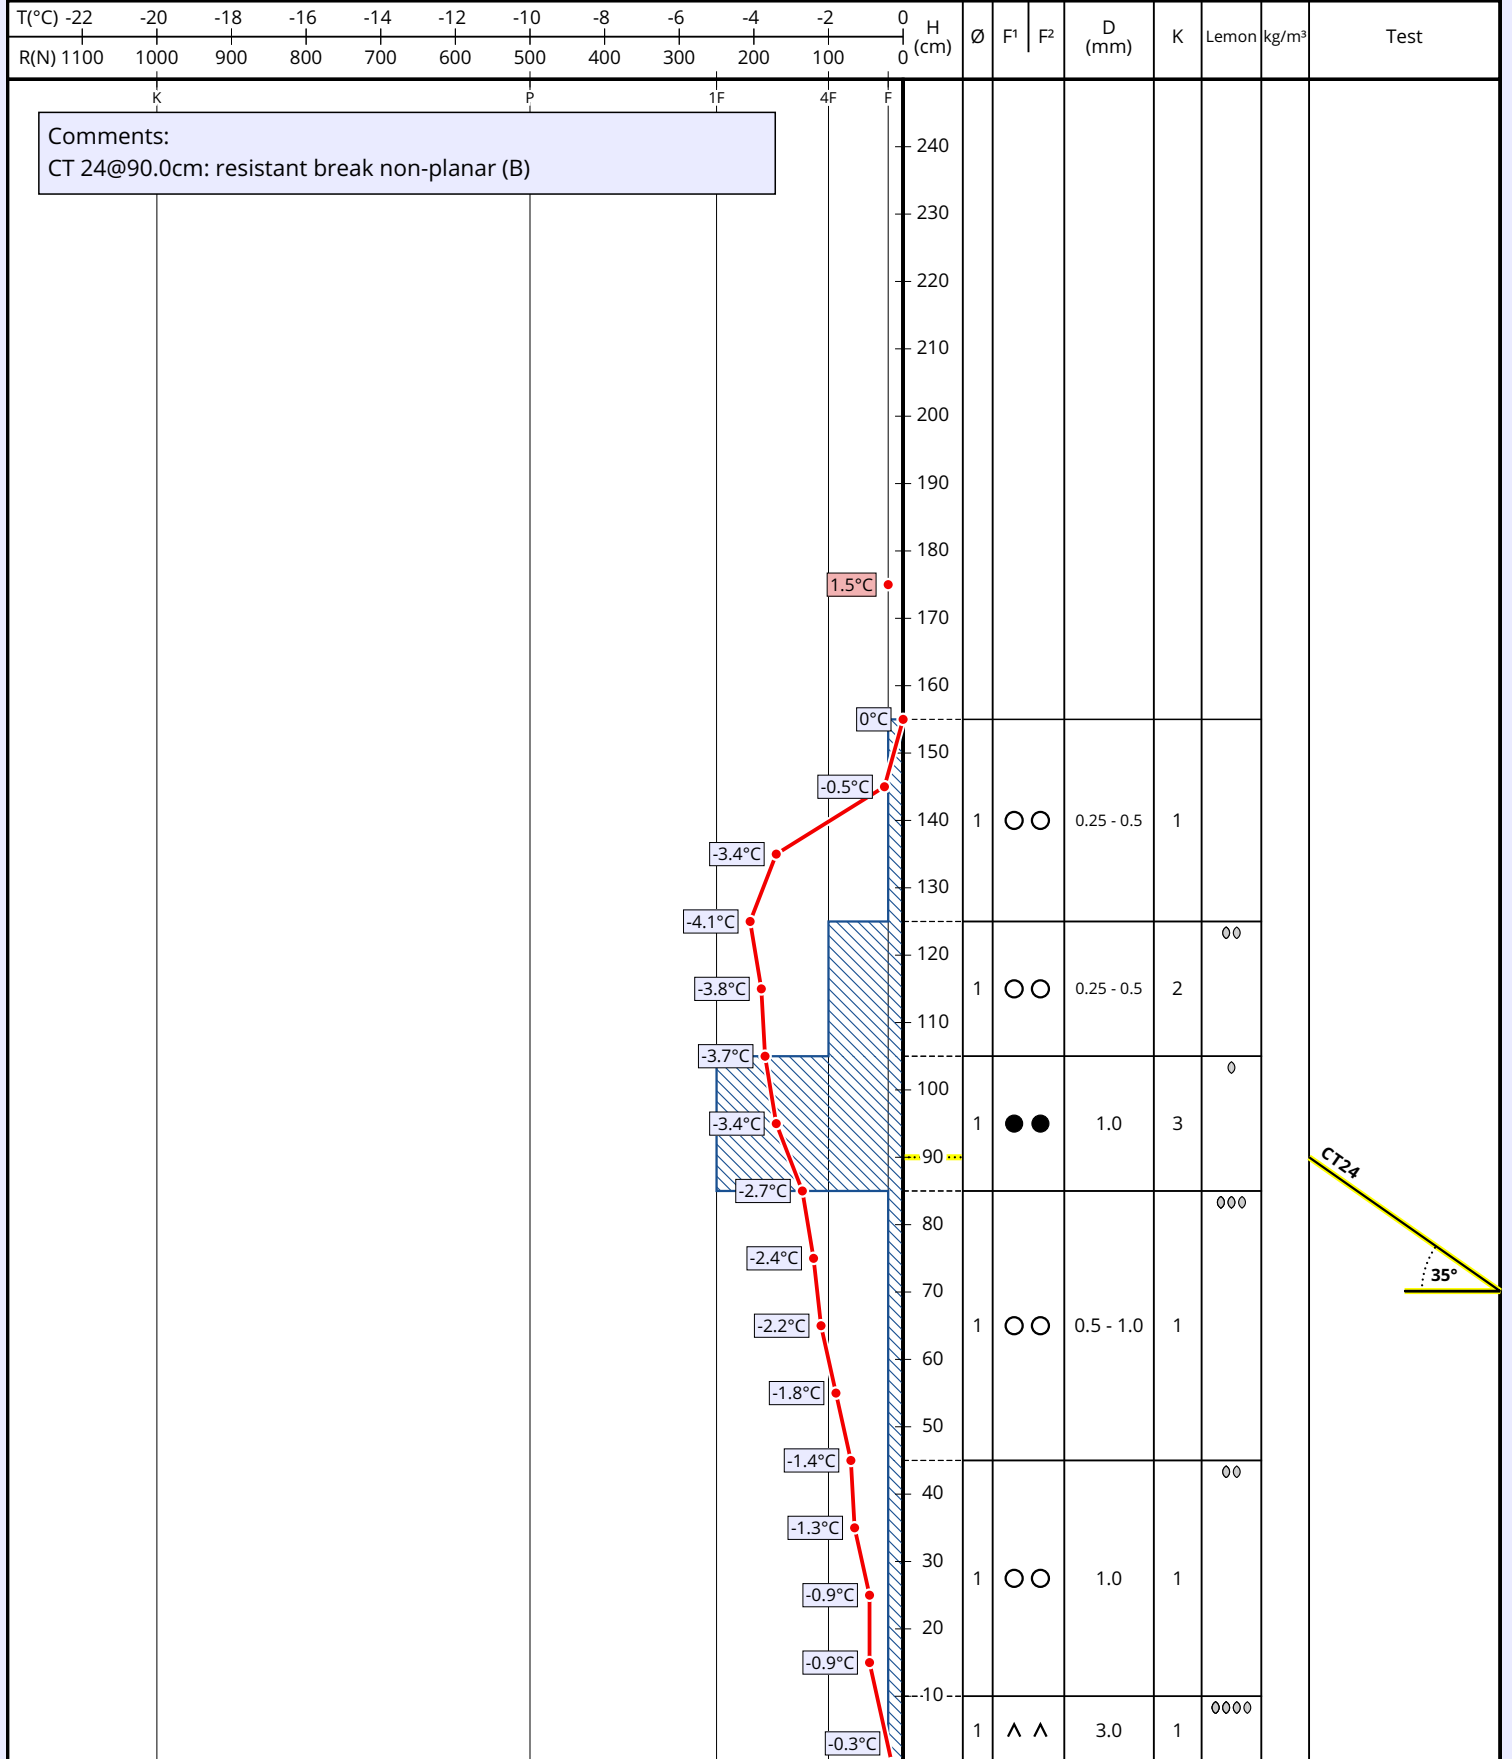 T(°C) -22 -20 -18 -16 -14 -12 -10 -8 -6 -4 -2 0
R(N) 1100 1000 900 800 700 600 500 400 300 200 100 0
H (cm) Ø F¹ F² D (mm) K Lemon kg/m³ Test
K P 1F 4F F
Comments:
CT 24@90.0cm: resistant break non-planar (B)
240
230
220
210
200
190
180
1.5°C
170
160
0°C
150
-0.5°C
140 1 0.25 - 0.5 1
-3.4°C
130
-4.1°C
120
-3.8°C 1 0.25 - 0.5 2
110
-3.7°C
100
-3.4°C 1 1.0 3
90 CT24
-2.7°C
80
-2.4°C
35°
70
-2.2°C 1 0.5 - 1.0 1
60
-1.8°C
50
-1.4°C
40
-1.3°C
30
1 1.0 1
-0.9°C
20
-0.9°C
10
1 3.0 1
-0.3°C